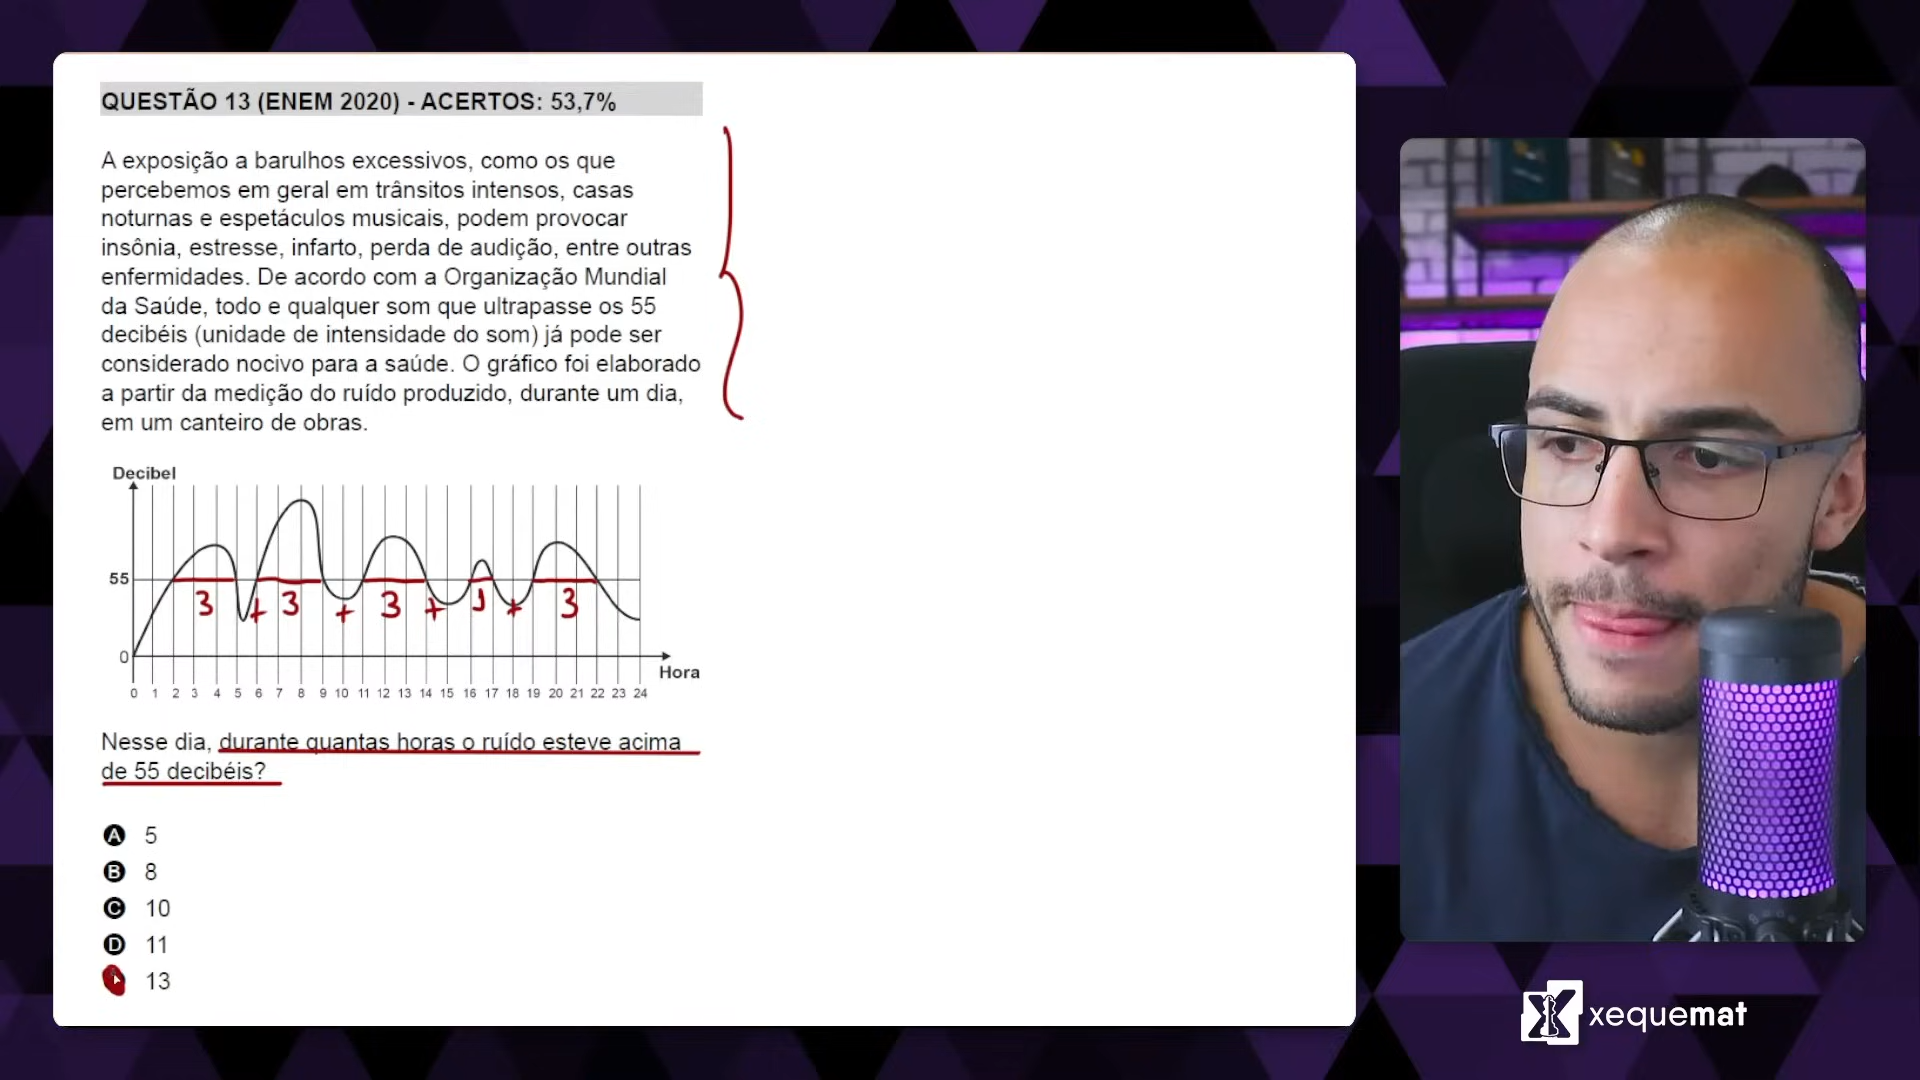 QUESTÃO 13 (ENEM 2020) - ACERTOS: 53,7%
A exposição a barulhos excessivos, como os que
percebemos em geral em trânsitos intensos, casas
noturnas e espetáculos musicais, podem provocar
insônia, estresse, infarto, perda de audição, entre outras
enfermidades. De acordo com a Organização Mundial
da Saúde, todo e qualquer som que ultrapasse os 55
decibéis (unidade de intensidade do som) já pode ser
considerado nocivo para a saúde. O gráfico foi elaborado
a partir da medição do ruído produzido, durante um dia,
em um canteiro de obras.
Decibel
55
3 + 3 + 3 + 1 + 3
0
Hora
0 1 2 3 4 5 6 7 8 9 10 11 12 13 14 15 16 17 18 19 20 21 22 23 24
Nesse dia, durante quantas horas o ruído esteve acima
de 55 decibéis?
A 5
B 8
C 10
D 11
13
xequemat